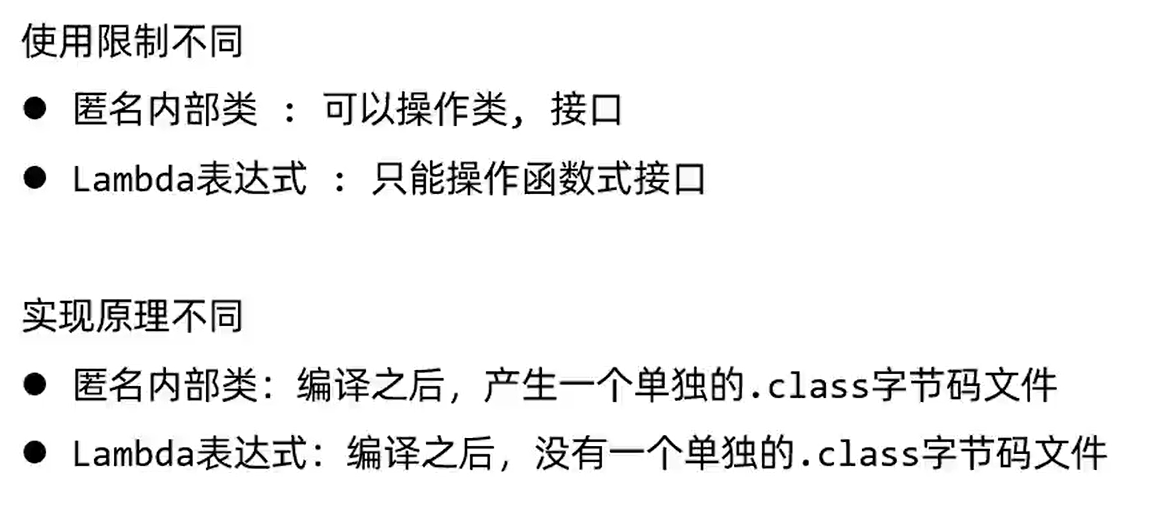 使用限制不同
● 匿名内部类 : 可以操作类, 接口
● Lambda表达式 : 只能操作函数式接口
实现原理不同
● 匿名内部类：编译之后，产生一个单独的.class字节码文件
● Lambda表达式：编译之后，没有一个单独的.class字节码文件